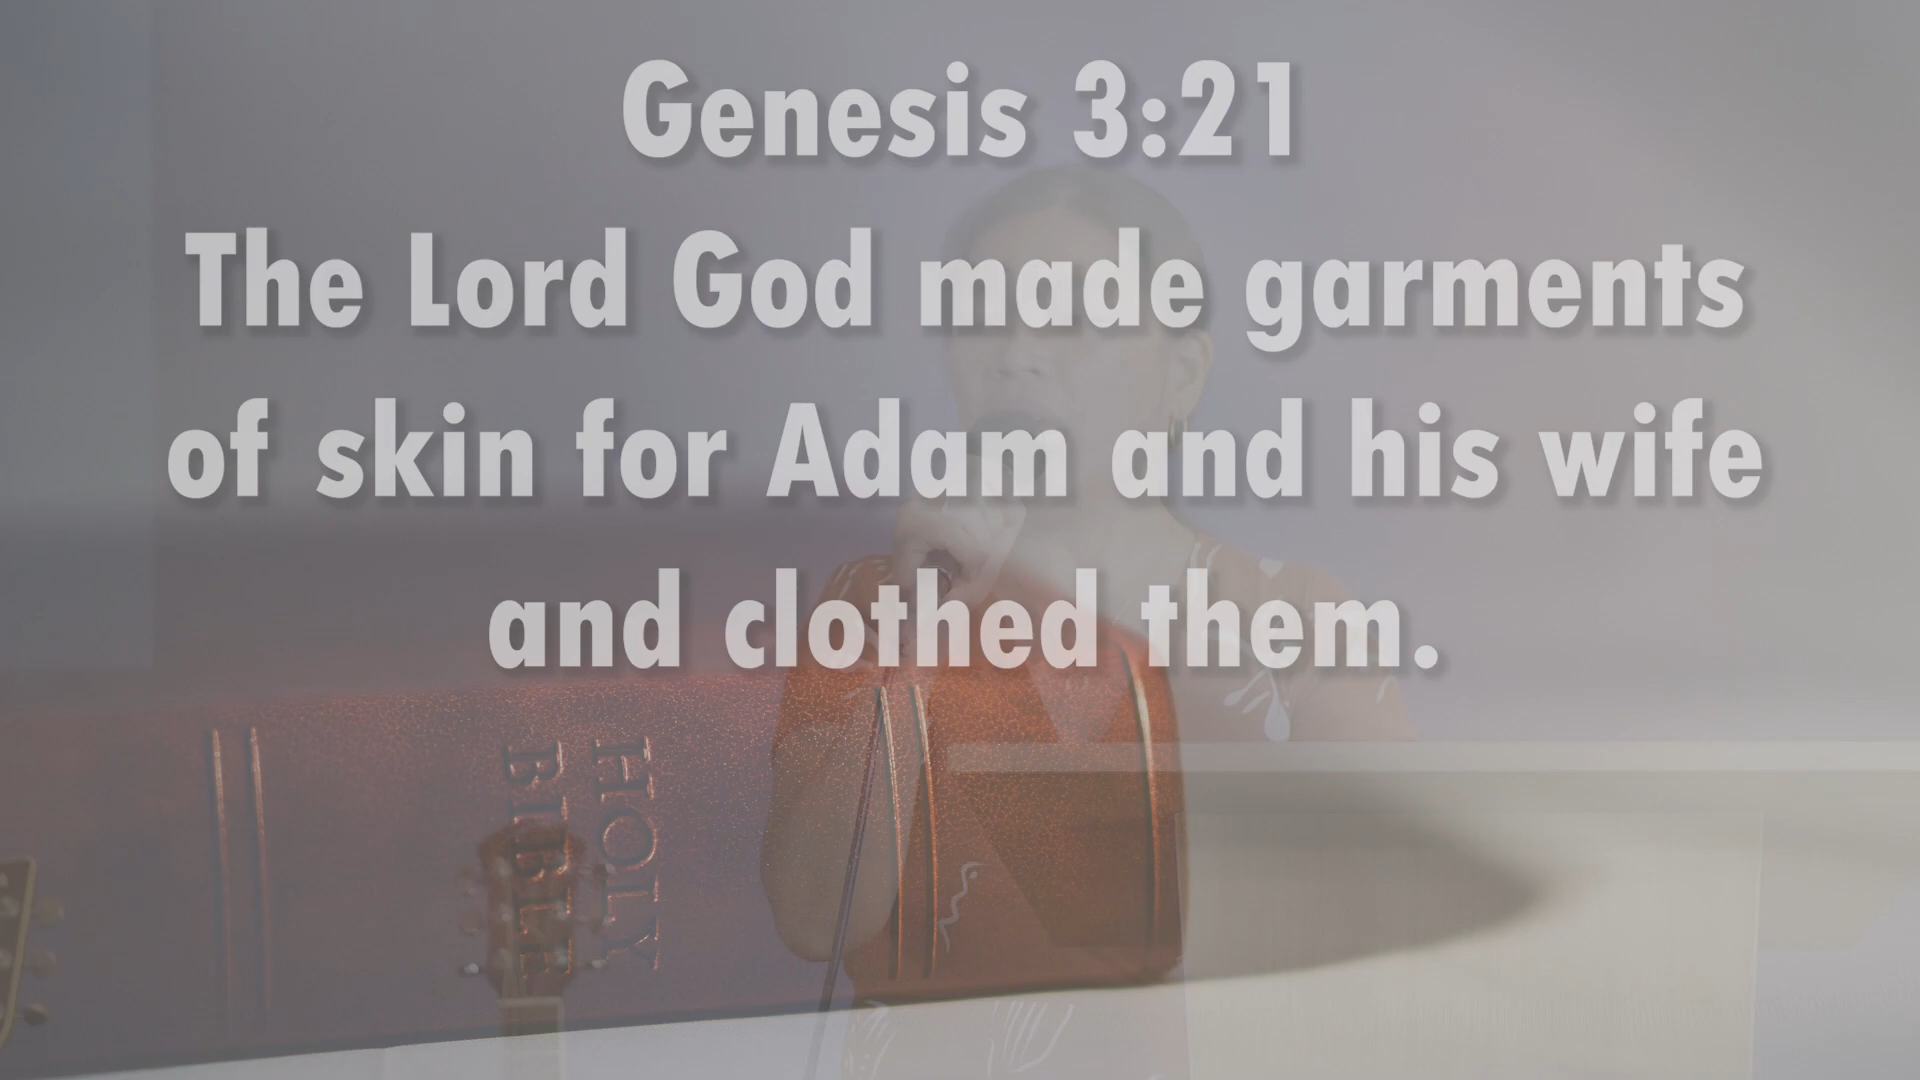 Genesis 3:21
The Lord God made garments
of skin for Adam and his wife
and clothed them.
HOLY
BIBLE